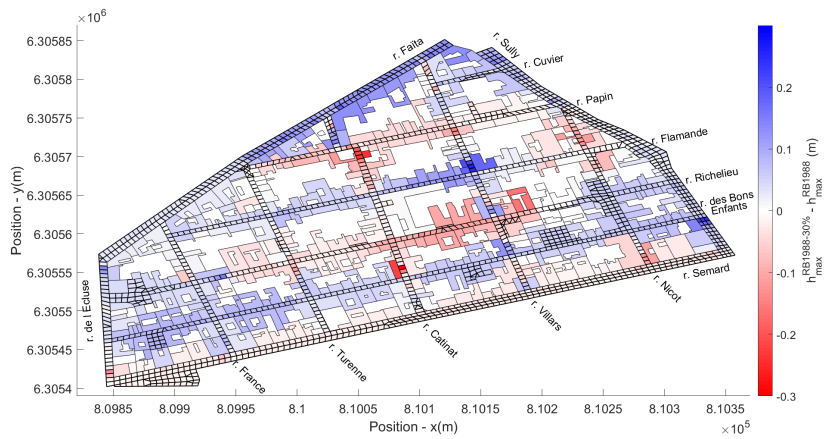 ×10⁶
6.30585
6.3058
6.30575
6.3057
6.30565
6.3056
6.30555
6.3055
6.30545
6.3054
Position - y(m)
r. Faïta
r. Sully
r. Cuvier
r. Papin
r. Flamande
r. Richelieu
r. des Bons
Enfants
r. Semard
r. Nicot
r. Villars
r. Catinat
r. Turenne
r. France
r. de l Ecluse
8.0985 8.099 8.0995 8.1 8.1005 8.101 8.1015 8.102 8.1025 8.103 8.1035
Position - x(m)
×10⁵
0.2
0.1
0
-0.1
-0.2
-0.3
h_max^RB1988-30% - h_max^RB1988 (m)